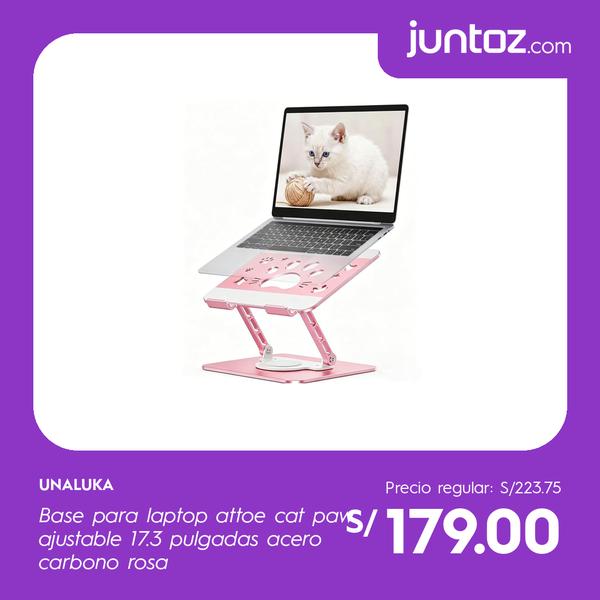 juntoz.com
UNALUKA
Base para laptop attoe cat paw
ajustable 17.3 pulgadas acero
carbono rosa
Precio regular: S/223.75
S/179.00